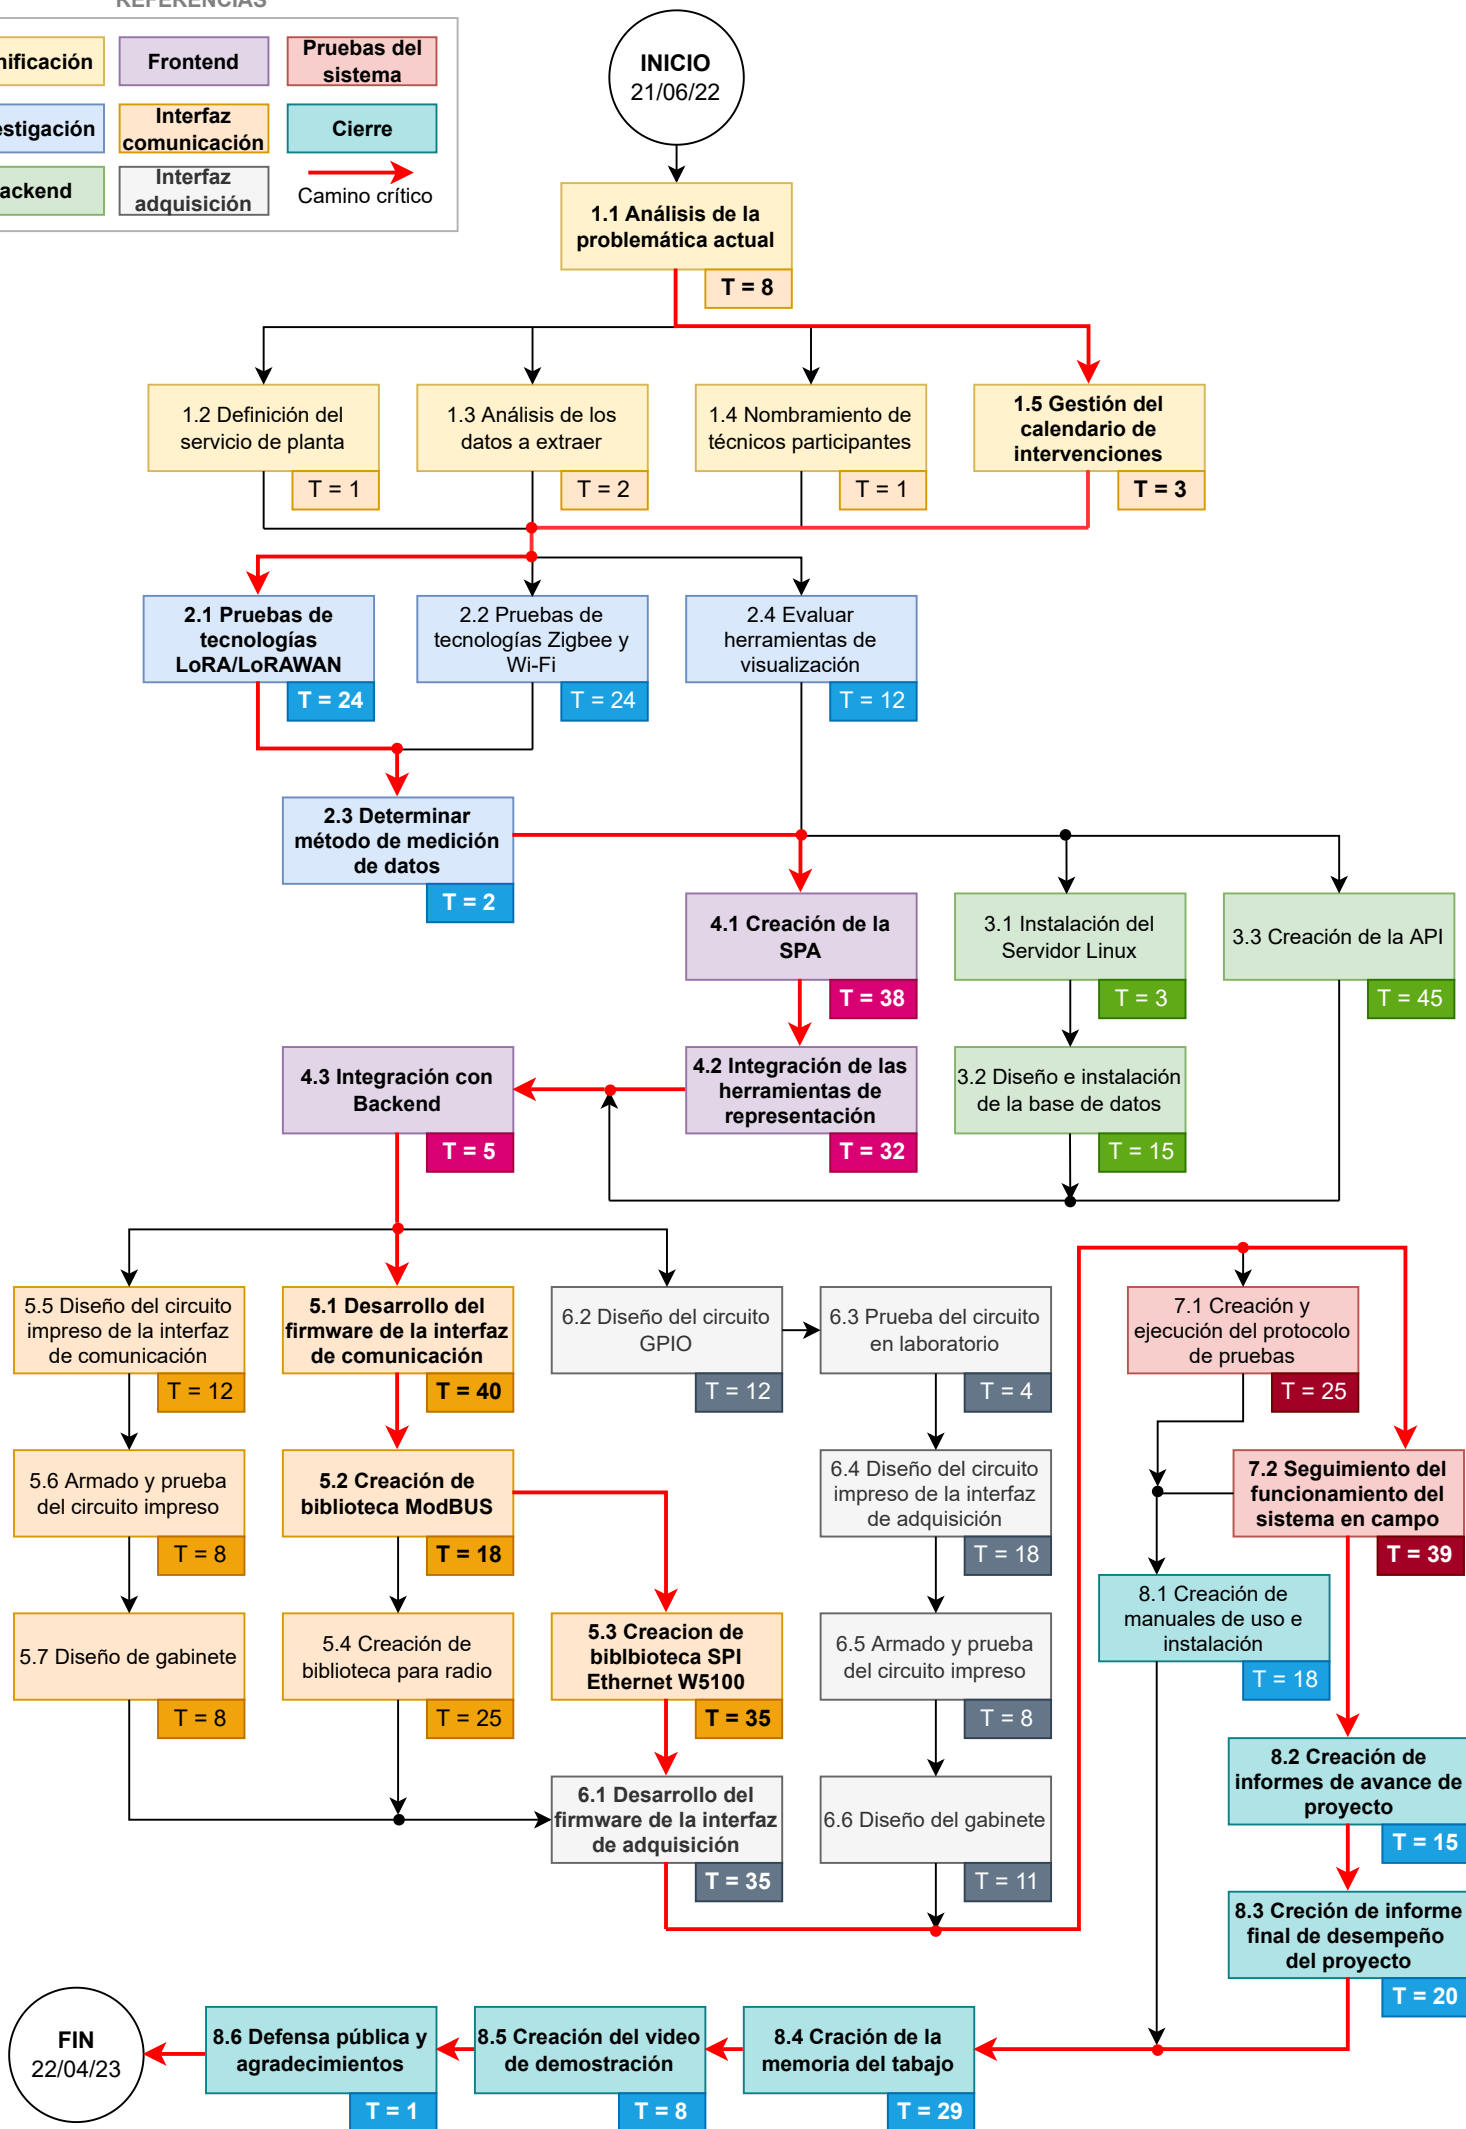 REFERENCIAS
Frontend
Pruebas del
sistema
Interfaz
comunicación
Cierre
Interfaz
adquisición
Camino crítico
INICIO
21/06/22
1.1 Análisis de la
problemática actual
T = 8
1.2 Definición del
servicio de planta
T = 1
1.3 Análisis de los
datos a extraer
T = 2
1.4 Nombramiento de
técnicos participantes
T = 1
1.5 Gestión del
calendario de
intervenciones
T = 3
2.1 Pruebas de
tecnologías
LoRA/LoRAWAN
T = 24
2.2 Pruebas de
tecnologías Zigbee y
Wi-Fi
T = 24
2.4 Evaluar
herramientas de
visualización
T = 12
2.3 Determinar
método de medición
de datos
T = 2
4.1 Creación de la
SPA
T = 38
3.1 Instalación del
Servidor Linux
T = 3
3.3 Creación de la API
T = 45
4.3 Integración con
Backend
T = 5
4.2 Integración de las
herramientas de
representación
T = 32
3.2 Diseño e instalación
de la base de datos
T = 15
5.5 Diseño del circuito
impreso de la interfaz
de comunicación
T = 12
5.1 Desarrollo del
firmware de la interfaz
de comunicación
T = 40
6.2 Diseño del circuito
GPIO
T = 12
6.3 Prueba del circuito
en laboratorio
T = 4
7.1 Creación y
ejecución del protocolo
de pruebas
T = 25
5.6 Armado y prueba
del circuito impreso
T = 8
5.2 Creación de
biblioteca ModBUS
T = 18
6.4 Diseño del circuito
impreso de la interfaz
de adquisición
T = 18
7.2 Seguimiento del
funcionamiento del
sistema en campo
T = 39
5.7 Diseño de gabinete
T = 8
5.4 Creación de
biblioteca para radio
T = 25
5.3 Creacion de
biblbioteca SPI
Ethernet W5100
T = 35
6.5 Armado y prueba
del circuito impreso
T = 8
8.1 Creación de
manuales de uso e
instalación
T = 18
6.1 Desarrollo del
firmware de la interfaz
de adquisición
T = 35
6.6 Diseño del gabinete
T = 11
8.2 Creación de
informes de avance de
proyecto
T = 15
8.3 Creción de informe
final de desempeño
del proyecto
T = 20
FIN
22/04/23
8.6 Defensa pública y
agradecimientos
T = 1
8.5 Creación del video
de demostración
T = 8
8.4 Cración de la
memoria del tabajo
T = 29